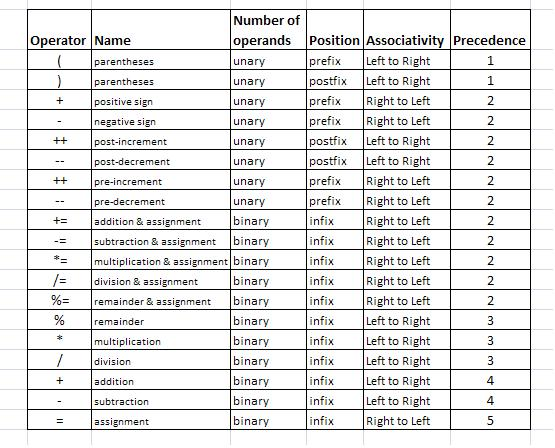 Number of
Operator Name operands Position Associativity Precedence
( parentheses unary prefix Left to Right 1
) parentheses unary postfix Left to Right 1
+ positive sign unary prefix Right to Left 2
- negative sign unary prefix Right to Left 2
++ post-increment unary postfix Left to Right 2
-- post-decrement unary postfix Left to Right 2
++ pre-increment unary prefix Right to Left 2
-- pre-decrement unary prefix Right to Left 2
+= addition & assignment binary infix Right to Left 2
-= subtraction & assignment binary infix Right to Left 2
*= multiplication & assignment binary infix Right to Left 2
/= division & assignment binary infix Right to Left 2
%= remainder & assignment binary infix Right to Left 2
% remainder binary infix Left to Right 3
* multiplication binary infix Left to Right 3
/ division binary infix Left to Right 3
+ addition binary infix Left to Right 4
- subtraction binary infix Left to Right 4
= assignment binary infix Right to Left 5